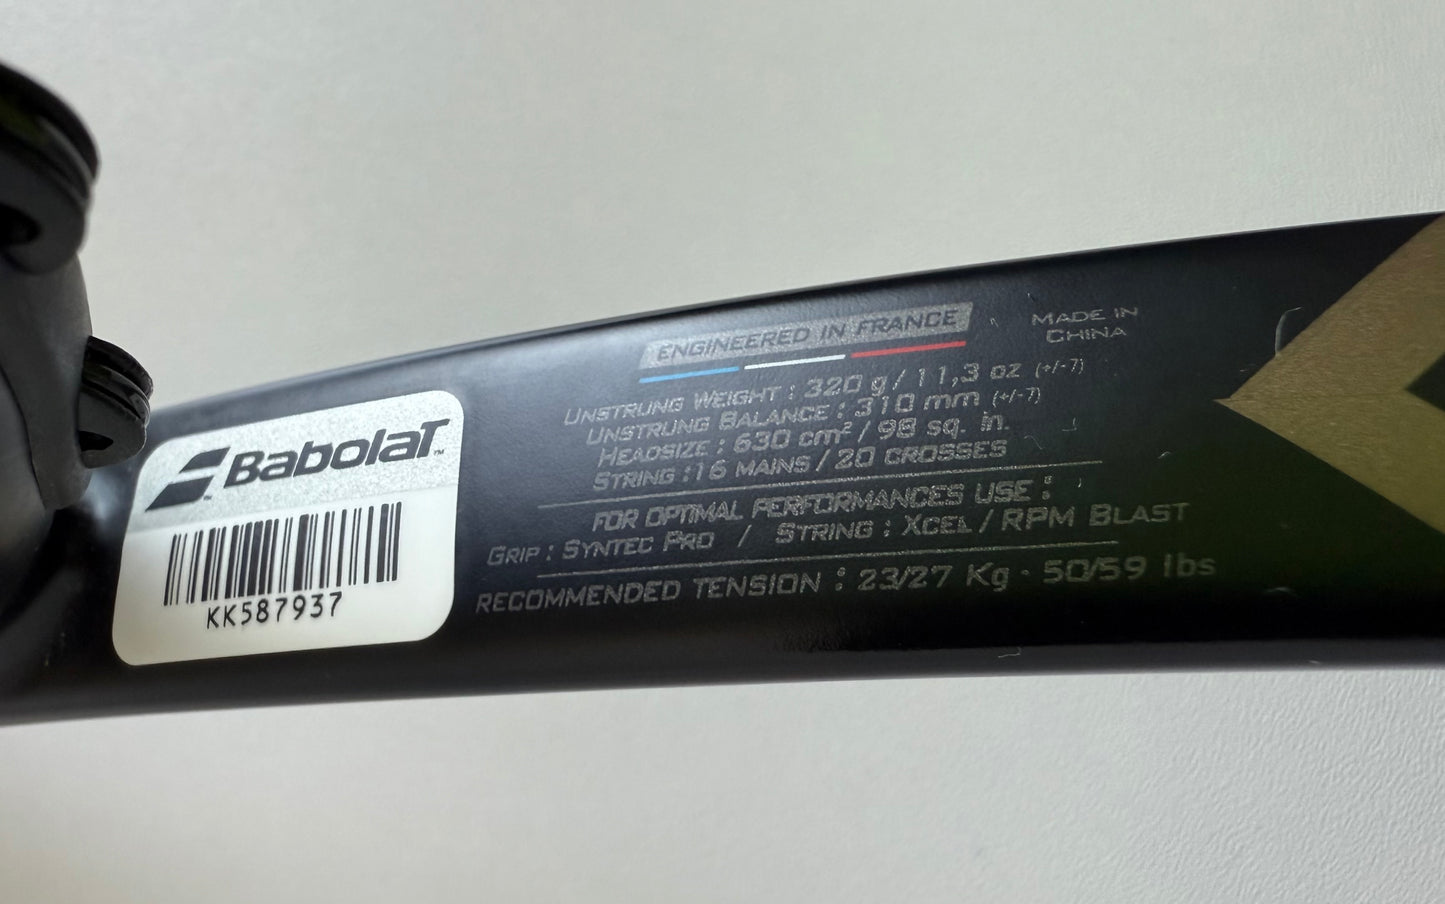 Babolat™
KK587937
ENGINEERED IN FRANCE
MADE IN
CHINA
UNSTRUNG WEIGHT : 320 g / 11,3 oz (+/-7)
UNSTRUNG BALANCE : 310 mm (+/-7)
HEADSIZE : 630 cm² / 98 sq. in.
STRING : 16 MAINS / 20 CROSSES
FOR OPTIMAL PERFORMANCES USE :
GRIP : SYNTEC PRO / STRING : XCEL / RPM BLAST
RECOMMENDED TENSION : 23/27 Kg · 50/59 lbs